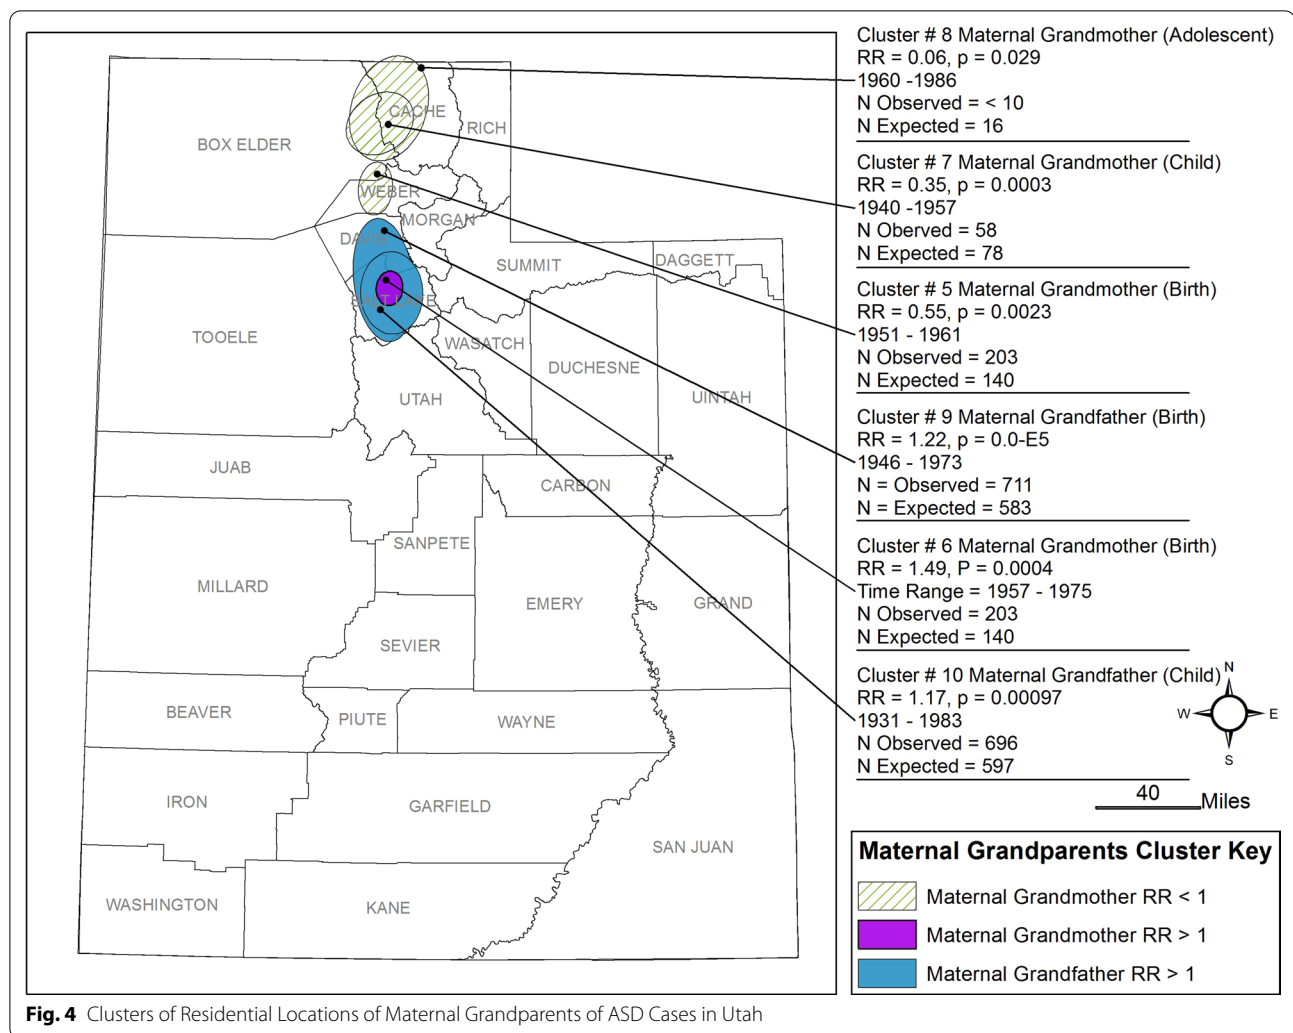 Cluster # 8 Maternal Grandmother (Adolescent)
RR = 0.06, p = 0.029
1960 -1986
N Observed = < 10
N Expected = 16
Cluster # 7 Maternal Grandmother (Child)
RR = 0.35, p = 0.0003
1940 -1957
N Oberved = 58
N Expected = 78
Cluster # 5 Maternal Grandmother (Birth)
RR = 0.55, p = 0.0023
1951 - 1961
N Observed = 203
N Expected = 140
Cluster # 9 Maternal Grandfather (Birth)
RR = 1.22, p = 0.0-E5
1946 - 1973
N = Observed = 711
N = Expected = 583
Cluster # 6 Maternal Grandmother (Birth)
RR = 1.49, P = 0.0004
Time Range = 1957 - 1975
N Observed = 203
N Expected = 140
Cluster # 10 Maternal Grandfather (Child)
RR = 1.17, p = 0.00097
1931 - 1983
N Observed = 696
N Expected = 597
N
W
E
S
40
Miles
Maternal Grandparents Cluster Key
Maternal Grandmother RR < 1
Maternal Grandmother RR > 1
Maternal Grandfather RR > 1
BOX ELDER
CACHE
RICH
WEBER
MORGAN
DAVIS
SUMMIT
DAGGETT
SALT LAKE
TOOELE
WASATCH
DUCHESNE
UINTAH
UTAH
JUAB
CARBON
SANPETE
MILLARD
EMERY
GRAND
SEVIER
BEAVER
PIUTE
WAYNE
IRON
GARFIELD
SAN JUAN
WASHINGTON
KANE
Fig. 4 Clusters of Residential Locations of Maternal Grandparents of ASD Cases in Utah